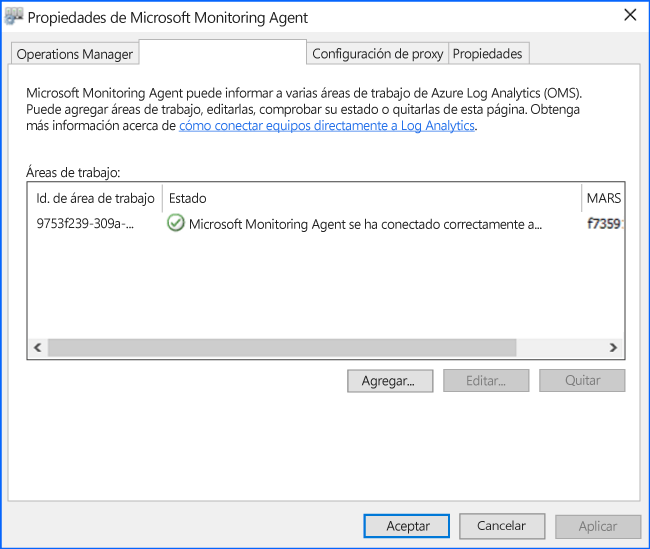 Propiedades de Microsoft Monitoring Agent
Operations Manager
Configuración de proxy
Propiedades
Microsoft Monitoring Agent puede informar a varias áreas de trabajo de Azure Log Analytics (OMS).
Puede agregar áreas de trabajo, editarlas, comprobar su estado o quitarlas de esta página. Obtenga
más información acerca de cómo conectar equipos directamente a Log Analytics.
Áreas de trabajo:
Id. de área de trabajo Estado MARS
9753f239-309a-... Microsoft Monitoring Agent se ha conectado correctamente a... f7359
Agregar... Editar... Quitar
Aceptar Cancelar Aplicar